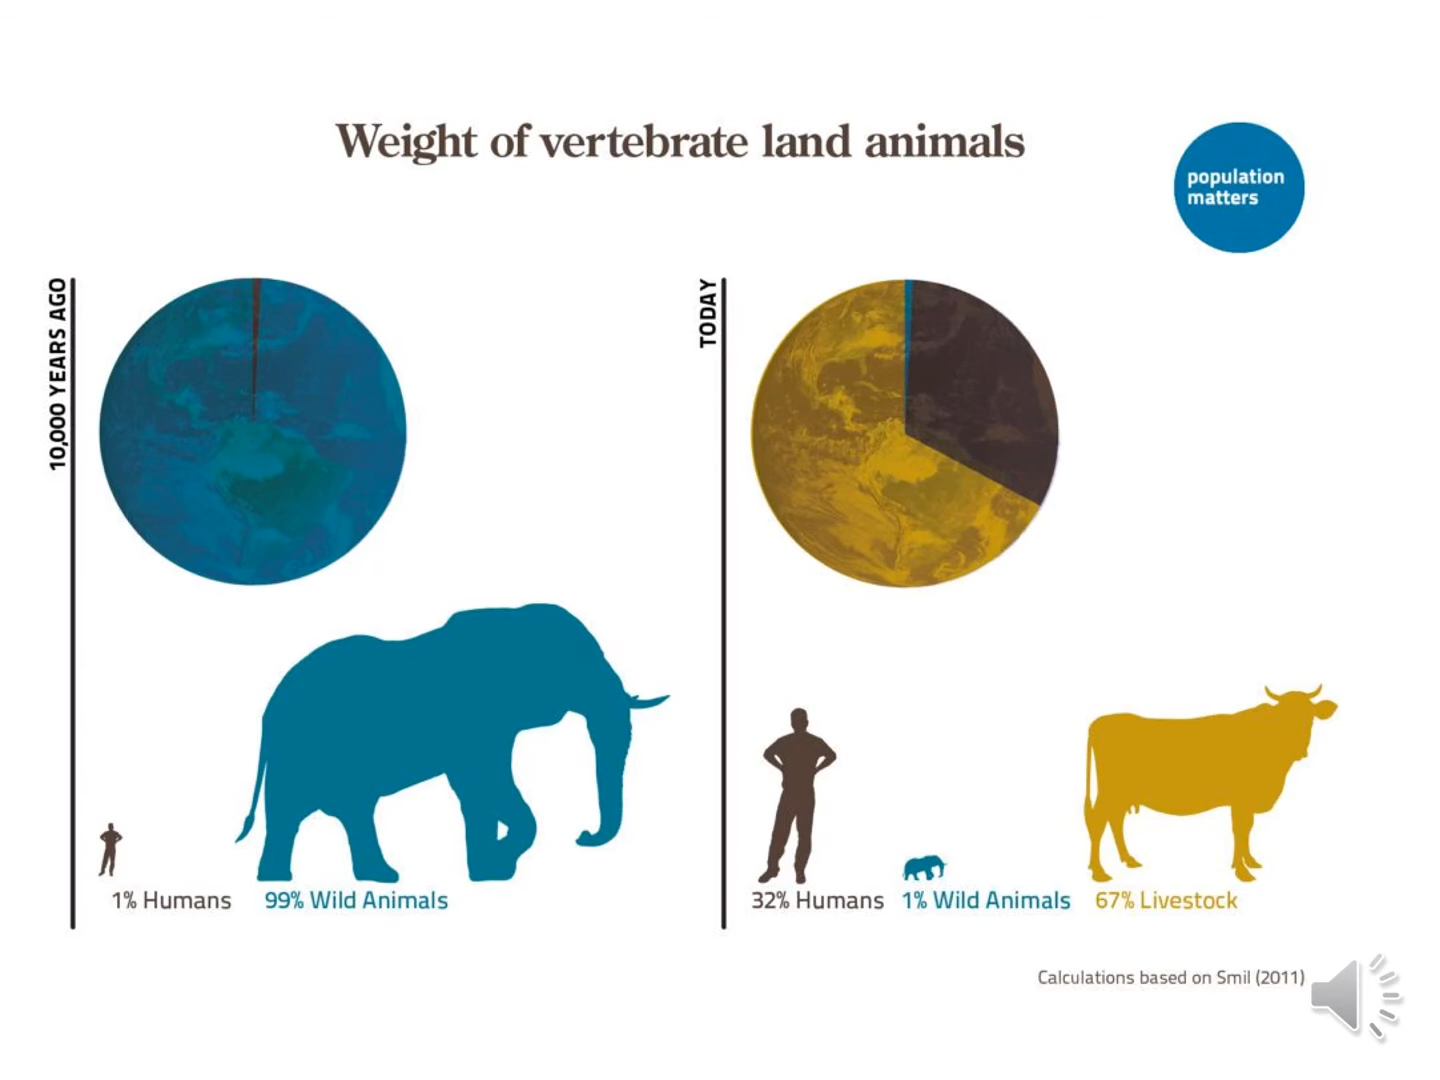 Weight of vertebrate land animals
population
matters
10,000 YEARS AGO
TODAY
1% Humans
99% Wild Animals
32% Humans
1% Wild Animals
67% Livestock
Calculations based on Smil (2011)